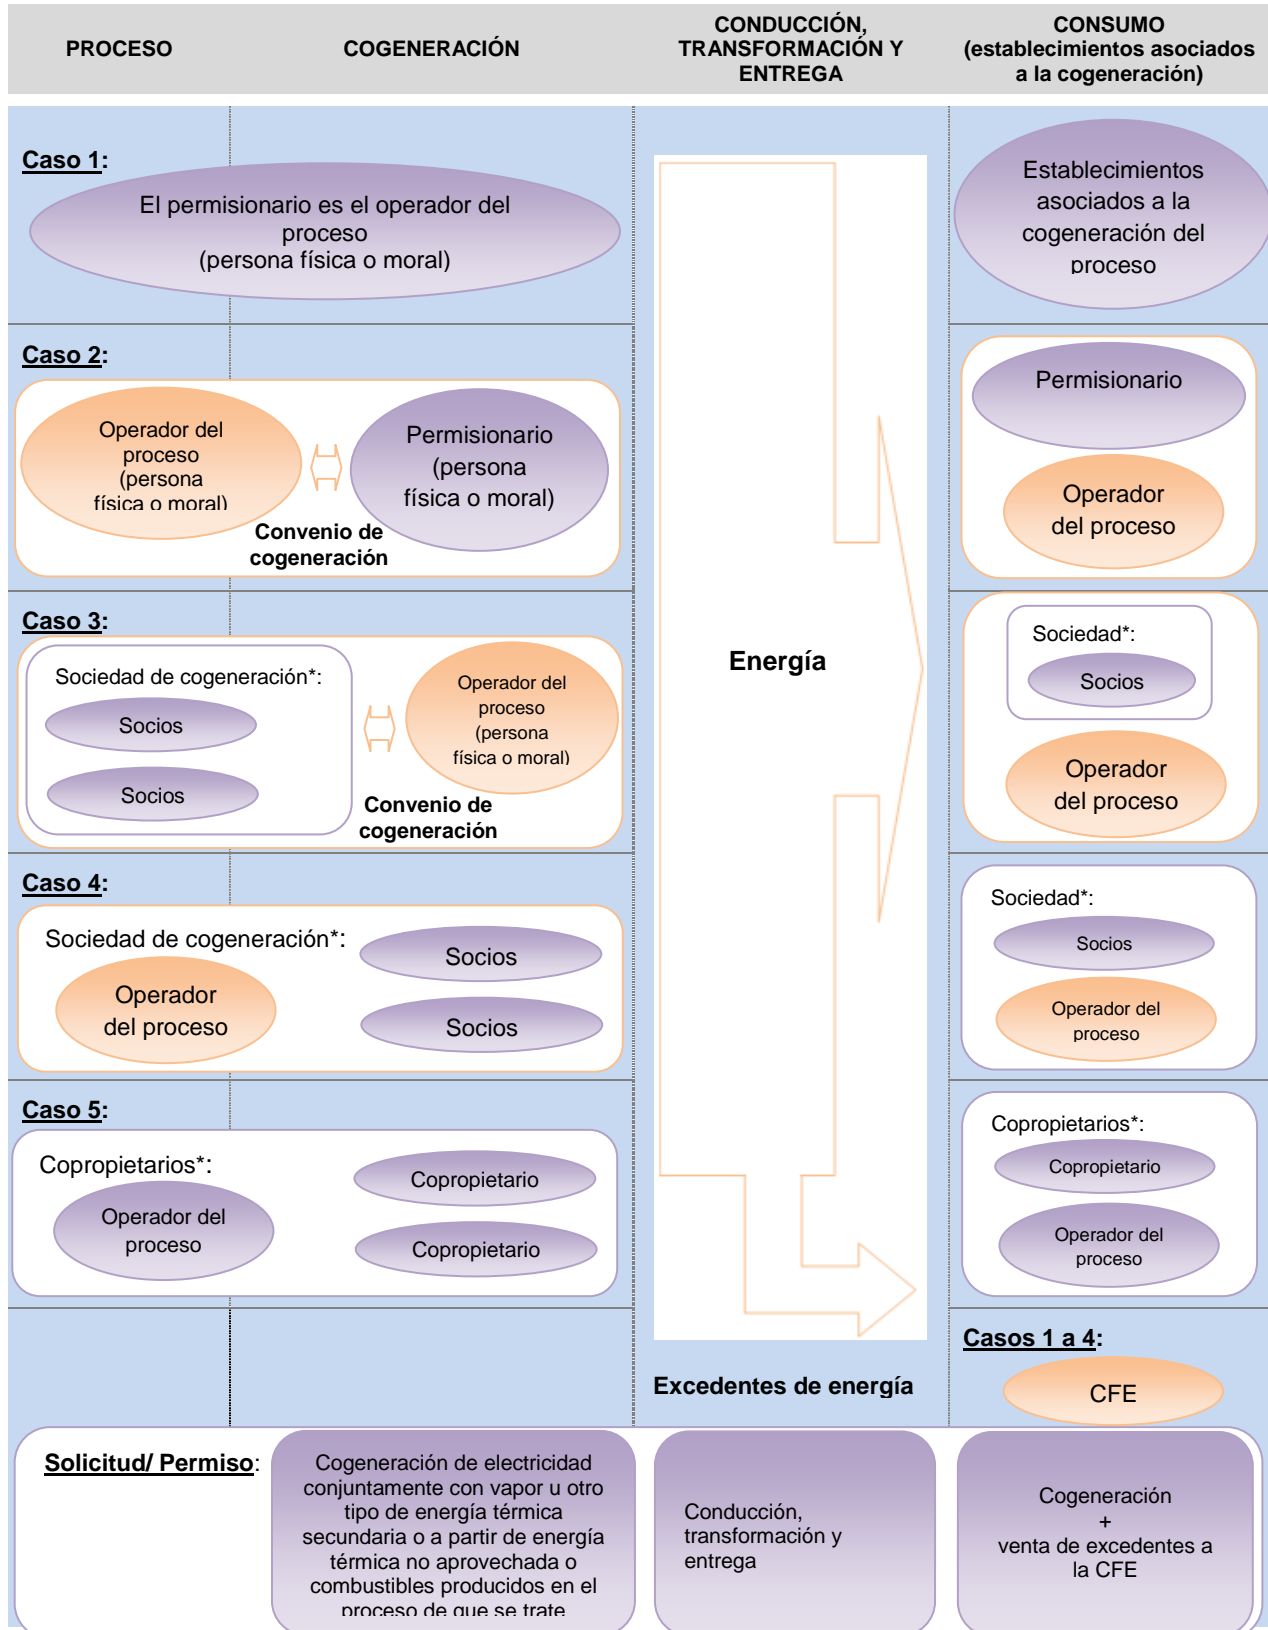 PROCESO
COGENERACIÓN
CONDUCCIÓN,
TRANSFORMACIÓN Y
ENTREGA
CONSUMO
(establecimientos asociados
a la cogeneración)
Caso 1:
El permisionario es el operador del
proceso
(persona física o moral)
Establecimientos
asociados a la
cogeneración del
proceso
Caso 2:
Operador del
proceso
(persona
física o moral)
Permisionario
(persona
física o moral)
Convenio de
cogeneración
Permisionario
Operador
del proceso
Caso 3:
Sociedad de cogeneración*:
Socios
Socios
Operador del
proceso
(persona
física o moral)
Convenio de
cogeneración
Energía
Sociedad*:
Socios
Operador
del proceso
Caso 4:
Sociedad de cogeneración*:
Operador
del proceso
Socios
Socios
Sociedad*:
Socios
Operador del
proceso
Caso 5:
Copropietarios*:
Operador del
proceso
Copropietario
Copropietario
Copropietarios*:
Copropietario
Operador del
proceso
Excedentes de energía
Casos 1 a 4:
CFE
Solicitud/ Permiso:
Cogeneración de electricidad
conjuntamente con vapor u otro
tipo de energía térmica
secundaria o a partir de energía
térmica no aprovechada o
combustibles producidos en el
proceso de que se trate
Conducción,
transformación y
entrega
Cogeneración
+
venta de excedentes a
la CFE